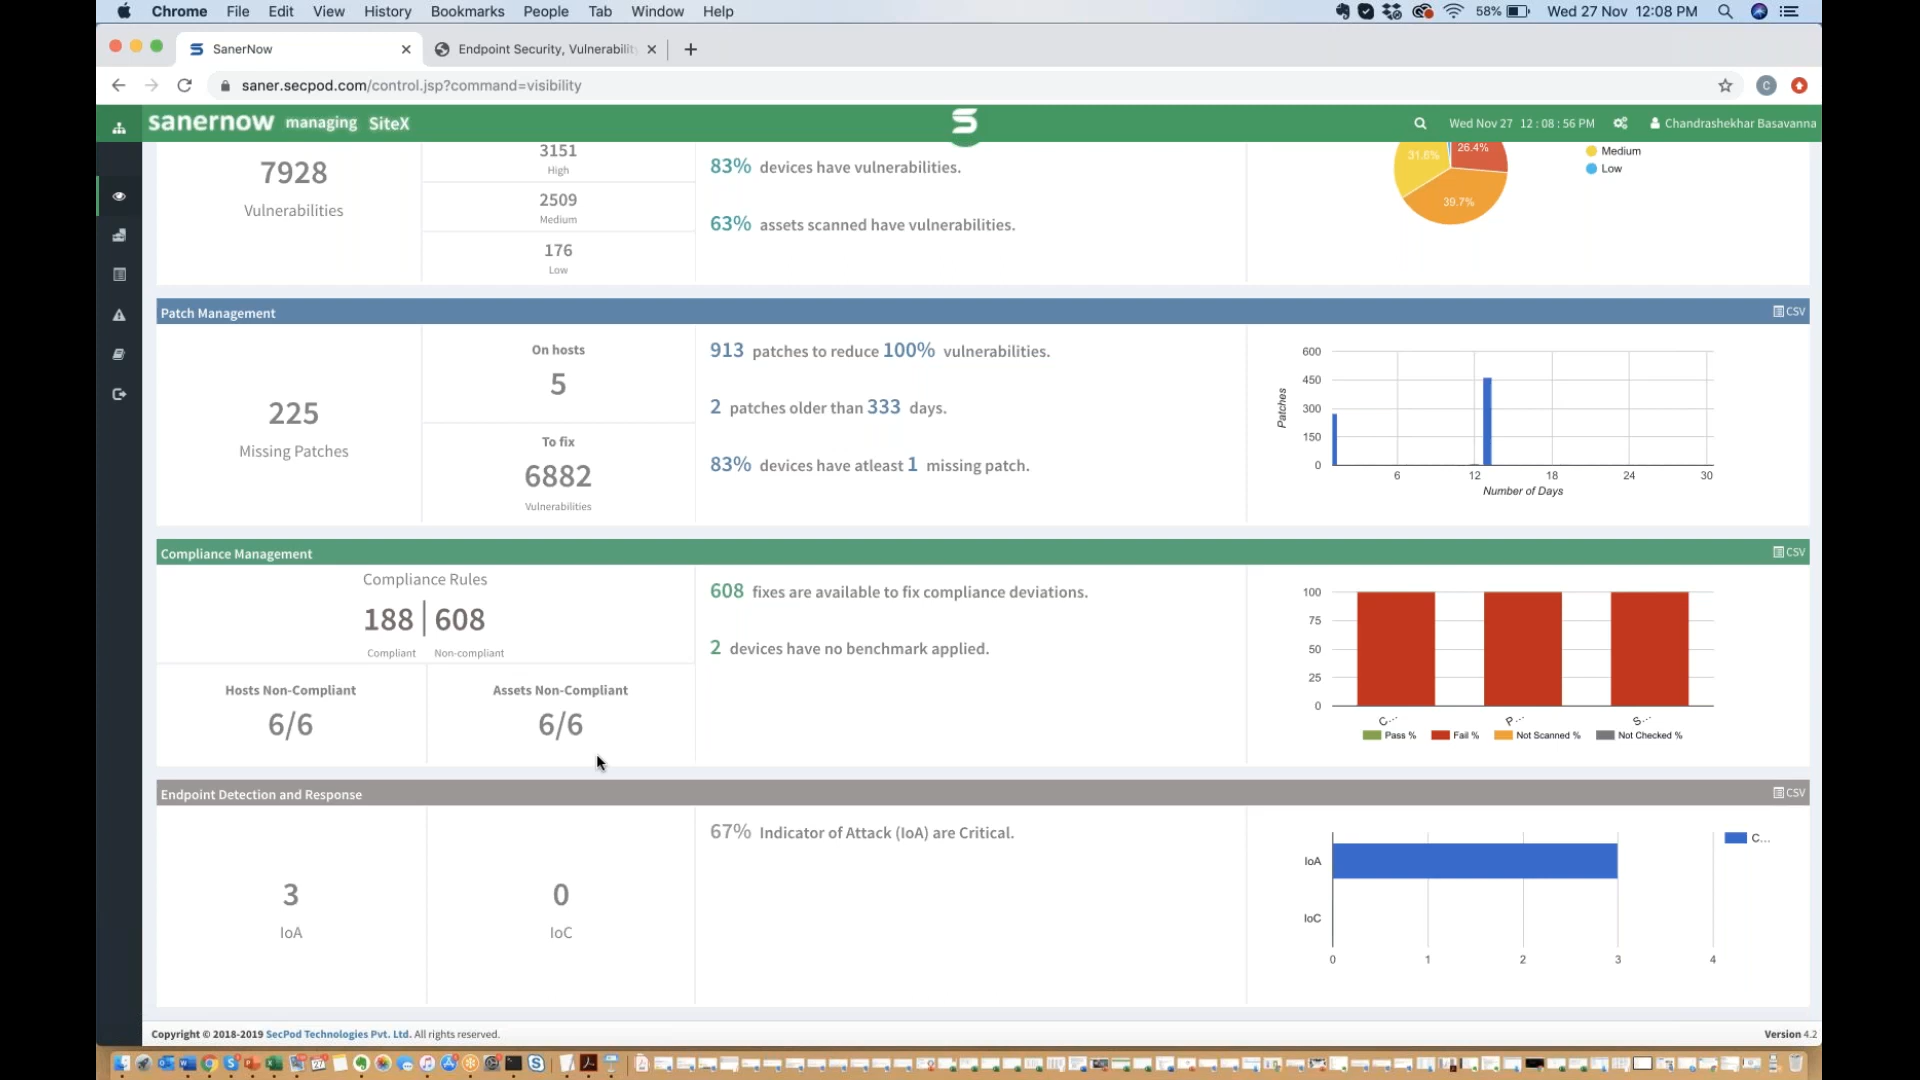 Chrome File Edit View History Bookmarks People Tab Window Help
58% Wed 27 Nov 12:08 PM
SanerNow
Endpoint Security, Vulnerabilit
saner.secpod.com/control.jsp?command=visibility
C
sanernow managing SiteX
Wed Nov 27 12 : 08 : 56 PM
Chandrashekhar Basavanna
7928
Vulnerabilities
3151
High
2509
Medium
176
Low
83% devices have vulnerabilities.
63% assets scanned have vulnerabilities.
31.6%
26.4%
39.7%
Medium
Low
Patch Management
CSV
225
Missing Patches
On hosts
5
To fix
6882
Vulnerabilities
913 patches to reduce 100% vulnerabilities.
2 patches older than 333 days.
83% devices have atleast 1 missing patch.
Patches
600
450
300
150
0
6 12 18 24 30
Number of Days
Compliance Management
CSV
Compliance Rules
188 | 608
Compliant Non-compliant
Hosts Non-Compliant
6/6
Assets Non-Compliant
6/6
608 fixes are available to fix compliance deviations.
2 devices have no benchmark applied.
100
75
50
25
0
C... P... S...
Pass % Fail % Not Scanned % Not Checked %
Endpoint Detection and Response
CSV
3
IoA
0
IoC
67% Indicator of Attack (IoA) are Critical.
C...
IoA
IoC
0 1 2 3 4
Copyright © 2018-2019 SecPod Technologies Pvt. Ltd. All rights reserved.
Version 4.2